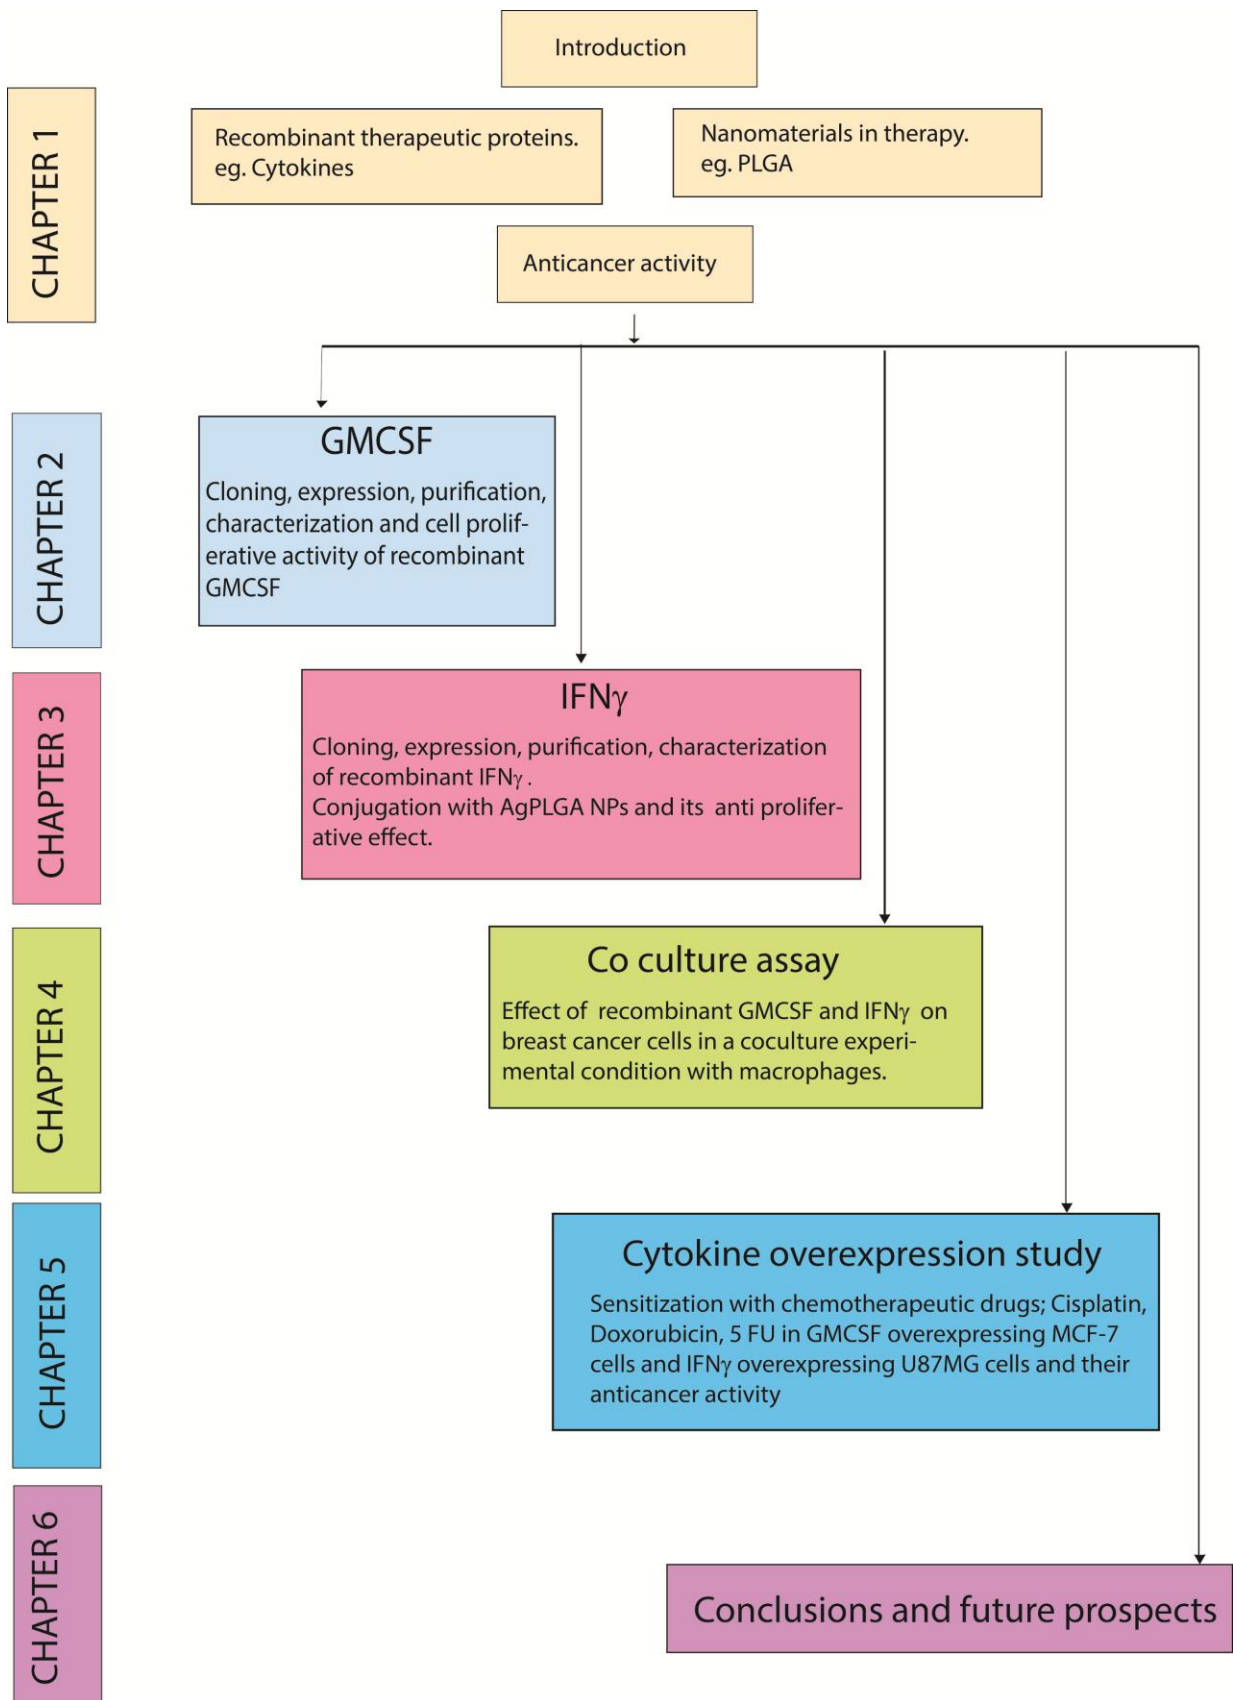 Introduction
CHAPTER 1
Recombinant therapeutic proteins.
eg. Cytokines
Nanomaterials in therapy.
eg. PLGA
Anticancer activity
CHAPTER 2
GMCSF
Cloning, expression, purification,
characterization and cell prolif-
erative activity of recombinant
GMCSF
CHAPTER 3
IFNγ
Cloning, expression, purification, characterization
of recombinant IFNγ .
Conjugation with AgPLGA NPs and its anti prolifer-
ative effect.
CHAPTER 4
Co culture assay
Effect of recombinant GMCSF and IFNγ on
breast cancer cells in a coculture experi-
mental condition with macrophages.
CHAPTER 5
Cytokine overexpression study
Sensitization with chemotherapeutic drugs; Cisplatin,
Doxorubicin, 5 FU in GMCSF overexpressing MCF-7
cells and IFNγ overexpressing U87MG cells and their
anticancer activity
CHAPTER 6
Conclusions and future prospects